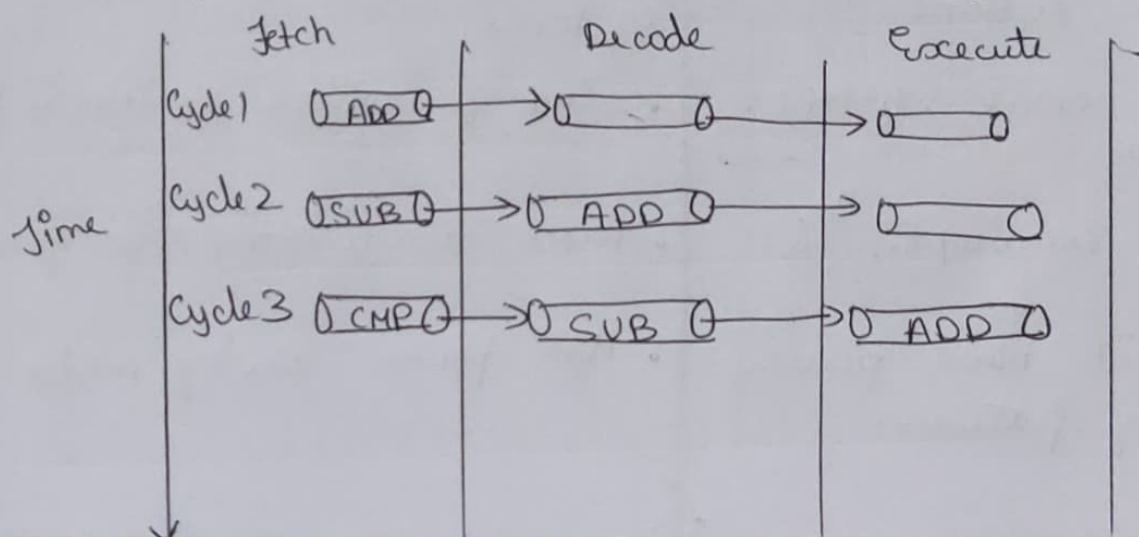 Fetch Decode Execute
Cycle1 ADD
Time Cycle2 SUB ADD
Cycle3 CMP SUB ADD